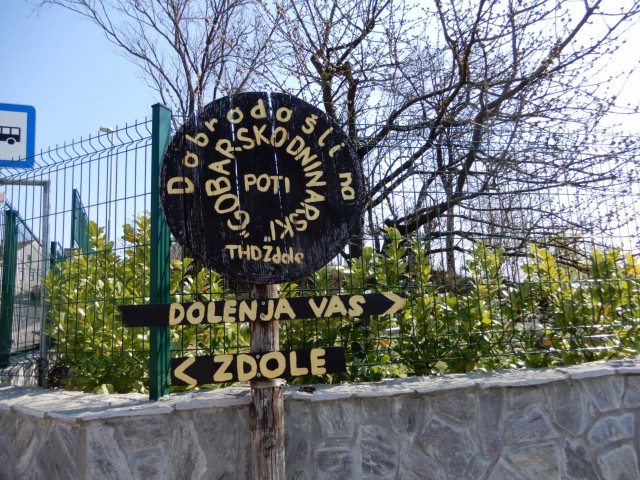 Dobrodošli na
"GOBARSKO DNINARSKI"
POTI
THD Zdole
DOLENJA VAS >
< ZDOLE